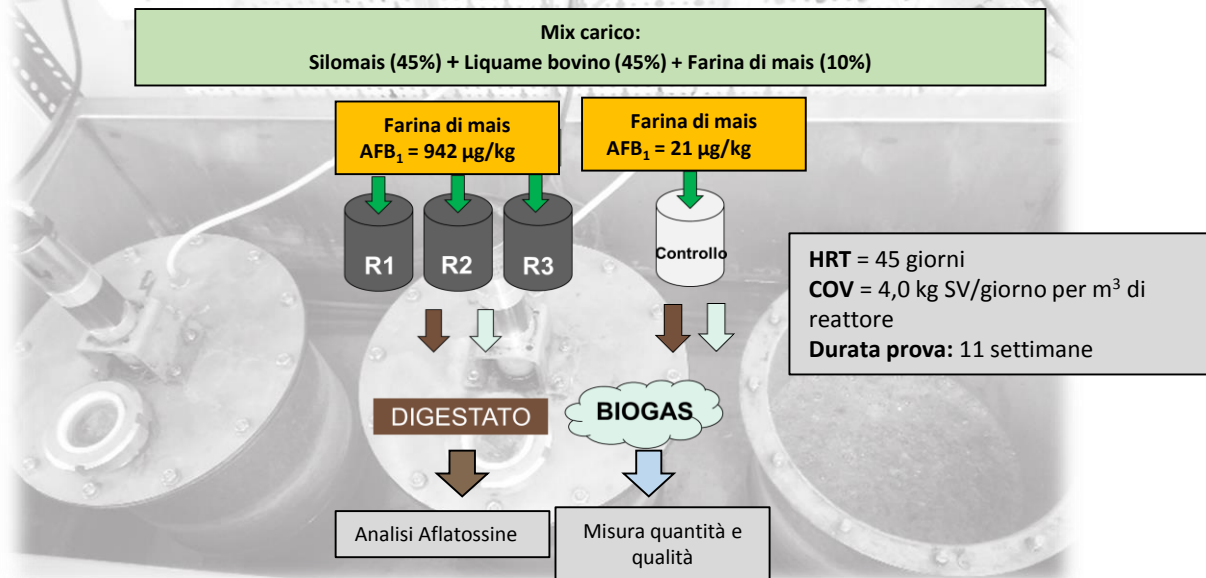 Mix carico:
Silomais (45%) + Liquame bovino (45%) + Farina di mais (10%)
Farina di mais
AFB₁ = 942 µg/kg
Farina di mais
AFB₁ = 21 µg/kg
R1
R2
R3
Controllo
HRT = 45 giorni
COV = 4,0 kg SV/giorno per m³ di
reattore
Durata prova: 11 settimane
DIGESTATO
BIOGAS
Analisi Aflatossine
Misura quantità e
qualità